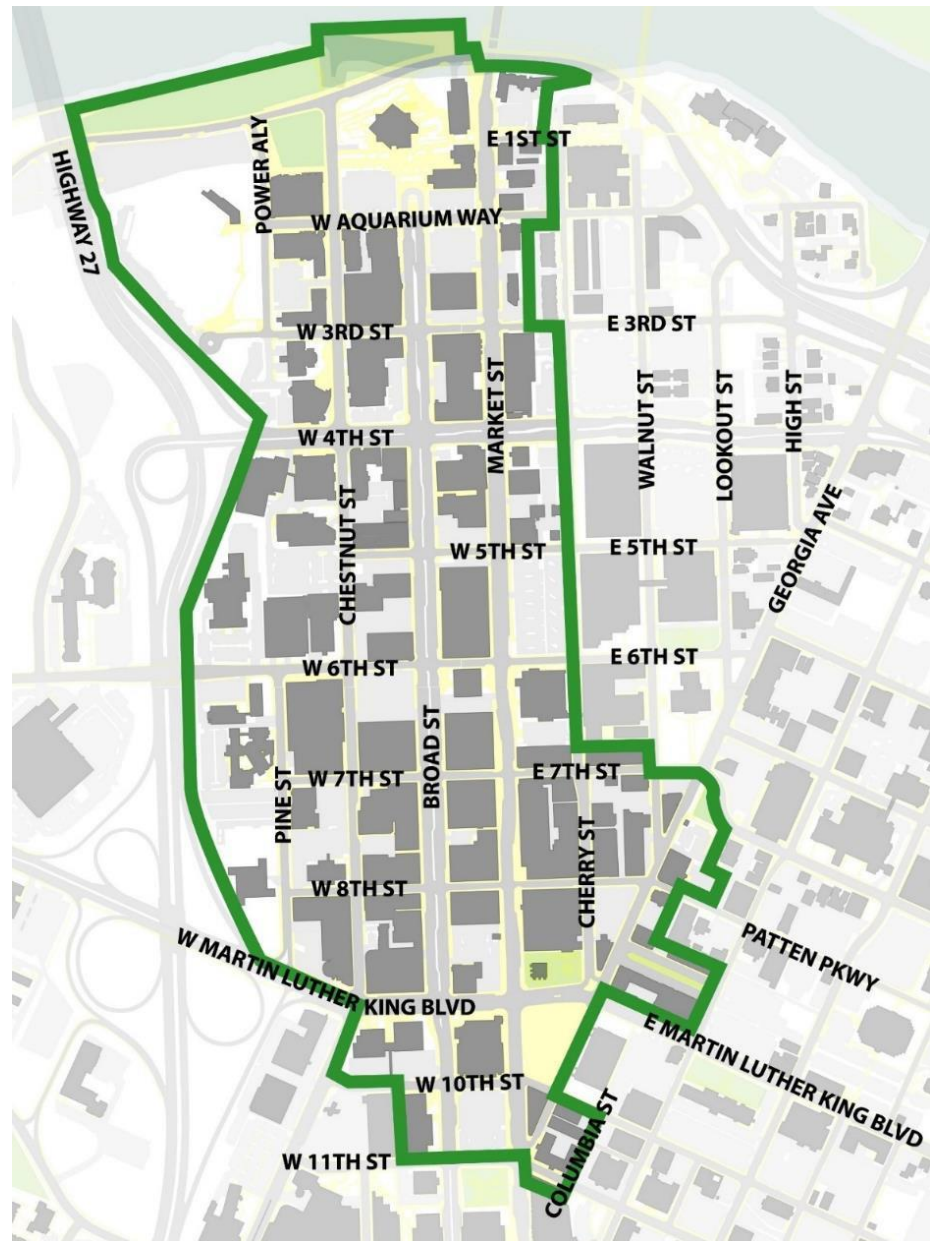 E 1ST ST
POWER ALY
HIGHWAY 27
W AQUARIUM WAY
W 3RD ST
E 3RD ST
MARKET ST
WALNUT ST
LOOKOUT ST
HIGH ST
W 4TH ST
CHESTNUT ST
W 5TH ST
E 5TH ST
GEORGIA AVE
W 6TH ST
E 6TH ST
BROAD ST
PINE ST
W 7TH ST
E 7TH ST
CHERRY ST
W 8TH ST
PATTEN PKWY
W MARTIN LUTHER KING BLVD
E MARTIN LUTHER KING BLVD
W 10TH ST
COLUMBIA ST
W 11TH ST